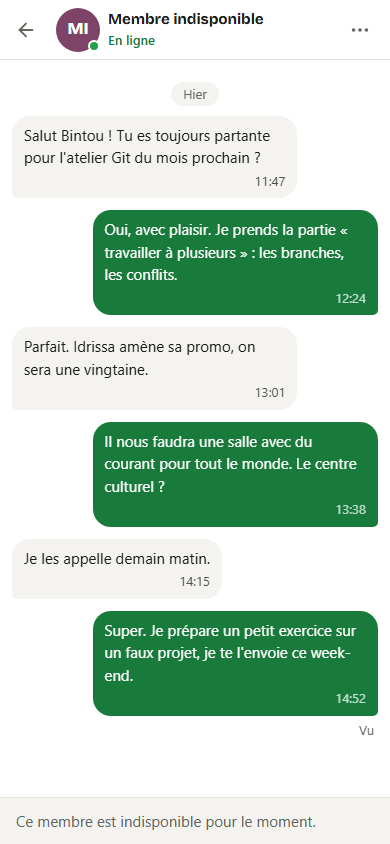 MI
Membre indisponible
En ligne
Hier
Salut Bintou ! Tu es toujours partante
pour l'atelier Git du mois prochain ?
11:47
Oui, avec plaisir. Je prends la partie «
travailler à plusieurs » : les branches,
les conflits.
12:24
Parfait. Idrissa amène sa promo, on
sera une vingtaine.
13:01
Il nous faudra une salle avec du
courant pour tout le monde. Le centre
culturel ?
13:38
Je les appelle demain matin.
14:15
Super. Je prépare un petit exercice sur
un faux projet, je te l'envoie ce week-
end.
14:52
Vu
Ce membre est indisponible pour le moment.